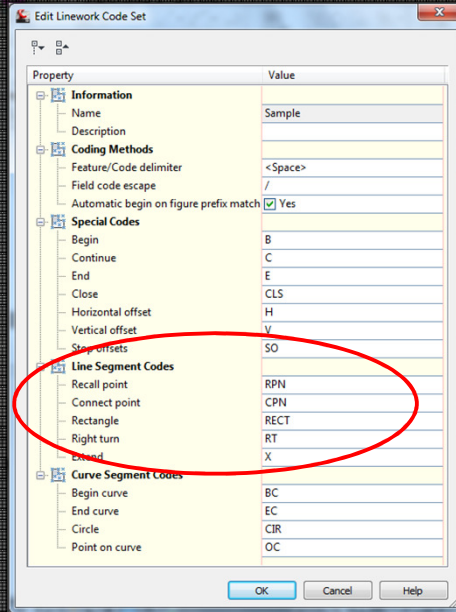 Edit Linework Code Set
Property Value
Information
Name Sample
Description
Coding Methods
Feature/Code delimiter <Space>
Field code escape /
Automatic begin on figure prefix match Yes
Special Codes
Begin B
Continue C
End E
Close CLS
Horizontal offset H
Vertical offset V
Stop offsets SO
Line Segment Codes
Recall point RPN
Connect point CPN
Rectangle RECT
Right turn RT
Extend X
Curve Segment Codes
Begin curve BC
End curve EC
Circle CIR
Point on curve OC
OK Cancel Help